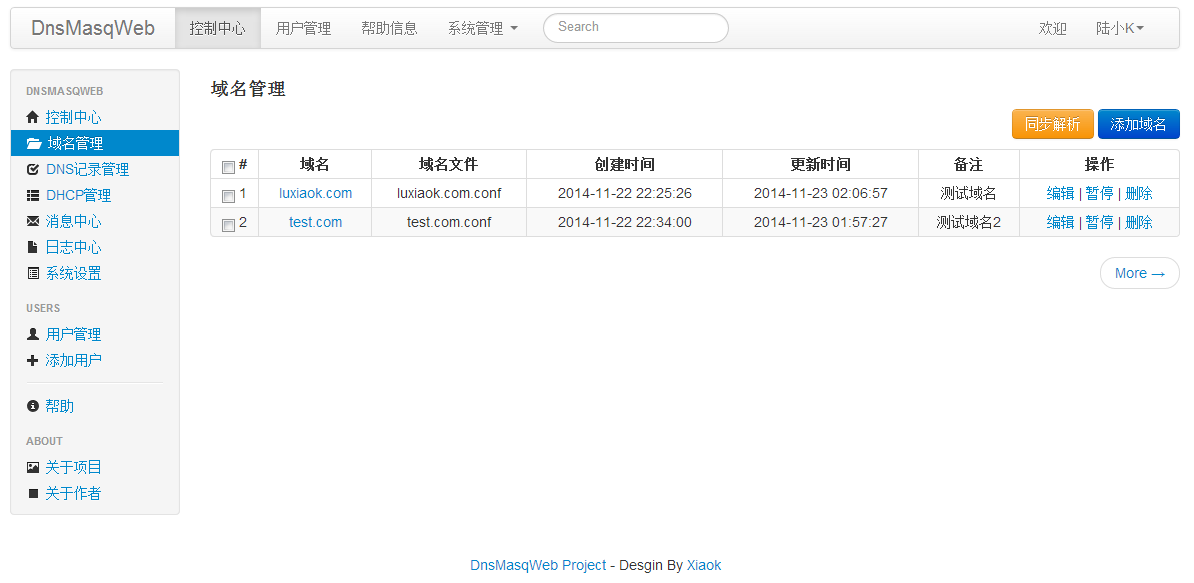 DnsMasqWeb 控制中心 用户管理 帮助信息 系统管理 Search 欢迎 陆小K
DNSMASQWEB
控制中心
域名管理
DNS记录管理
DHCP管理
消息中心
日志中心
系统设置
USERS
用户管理
添加用户
帮助
ABOUT
关于项目
关于作者
域名管理
同步解析 添加域名
# 域名 域名文件 创建时间 更新时间 备注 操作
1 luxiaok.com luxiaok.com.conf 2014-11-22 22:25:26 2014-11-23 02:06:57 测试域名 编辑 | 暂停 | 删除
2 test.com test.com.conf 2014-11-22 22:34:00 2014-11-23 01:57:27 测试域名2 编辑 | 暂停 | 删除
More →
DnsMasqWeb Project - Desgin By Xiaok